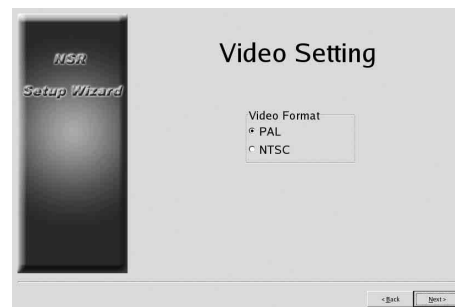 NSR
Setup Wizard
Video Setting
Video Format
PAL
NTSC
< Back
Next >